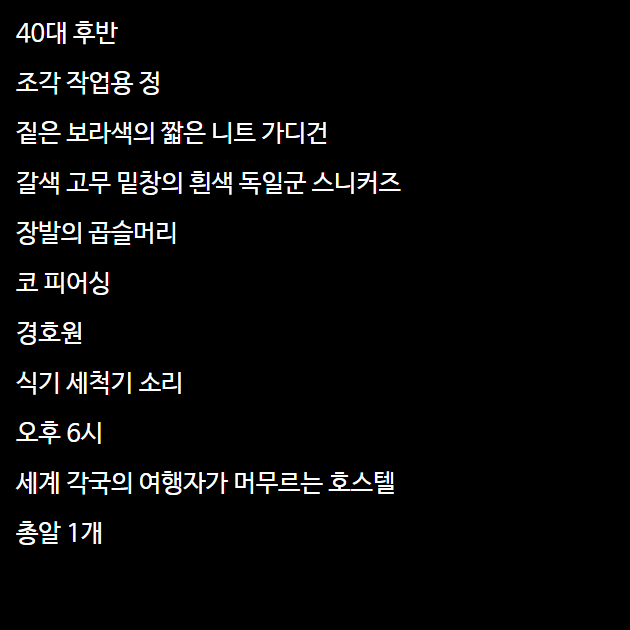 40대 후반
조각 작업용 정
짙은 보라색의 짧은 니트 가디건
갈색 고무 밑창의 흰색 독일군 스니커즈
장발의 곱슬머리
코 피어싱
경호원
식기 세척기 소리
오후 6시
세계 각국의 여행자가 머무르는 호스텔
총알 1개